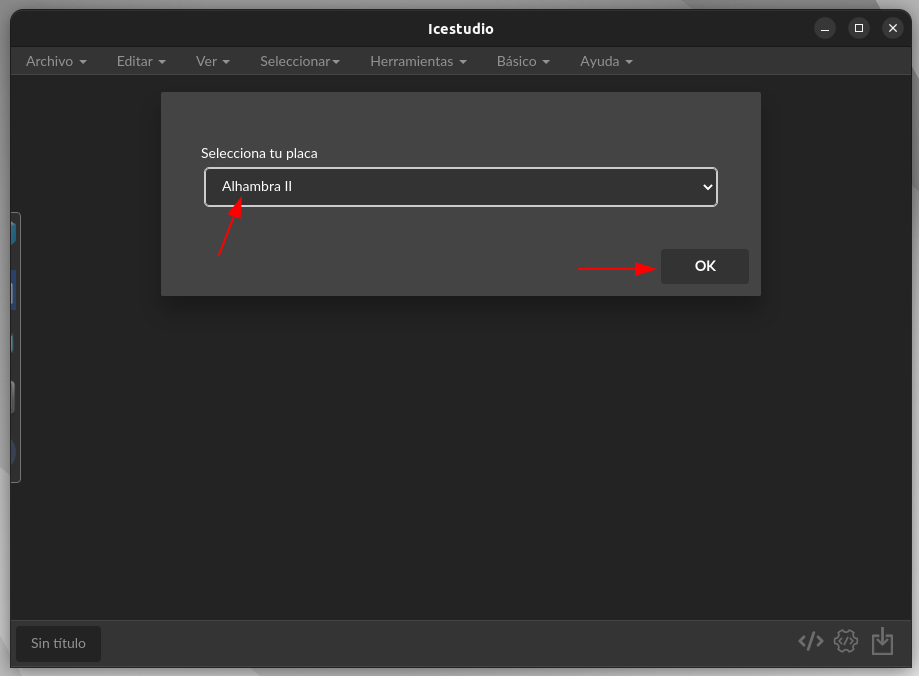 Icestudio
Archivo Editar Ver Seleccionar Herramientas Básico Ayuda
Selecciona tu placa
Alhambra II
OK
Sin título